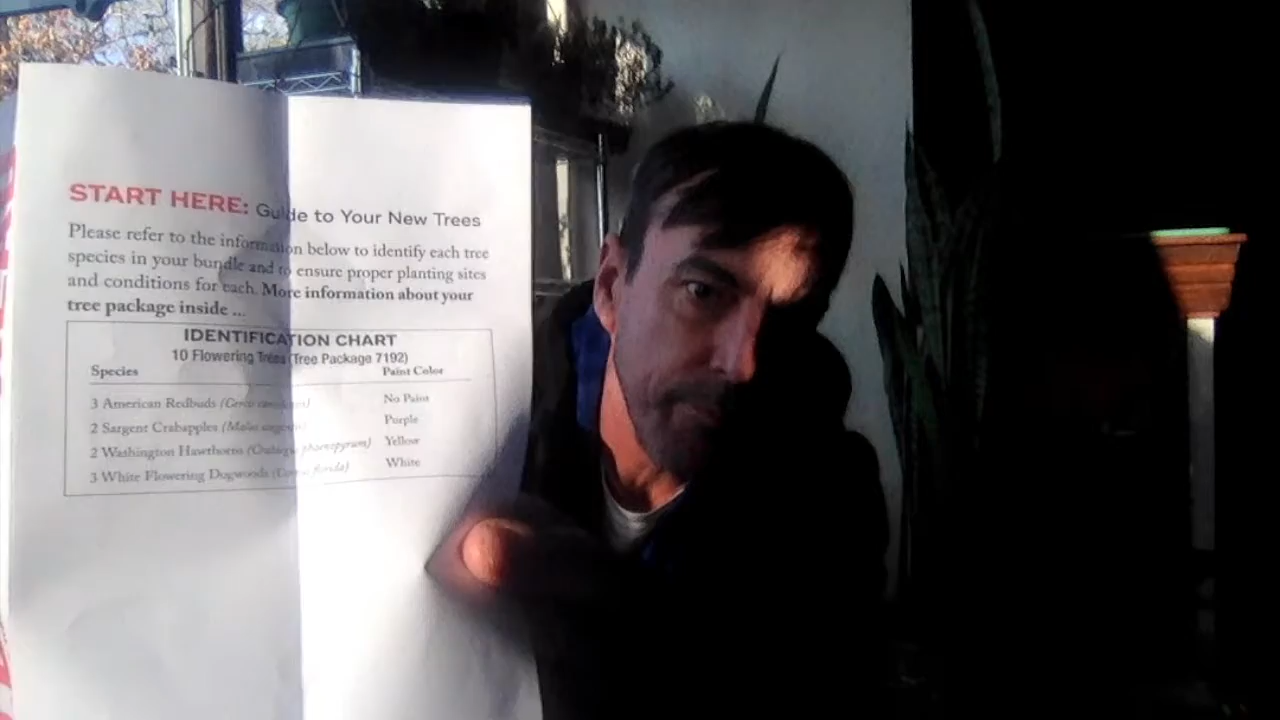 START HERE: Guide to Your New Trees
Please refer to the information below to identify each tree
species in your bundle and to ensure proper planting sites
and conditions for each. More information about your
tree package inside ...
IDENTIFICATION CHART
10 Flowering Trees (Tree Package 7192)
Species Paint Color
3 American Redbuds No Paint
2 Sargent Crabapples Purple
2 Washington Hawthorns phaenopyrum) Yellow
3 White Flowering Dogwoods florida) White